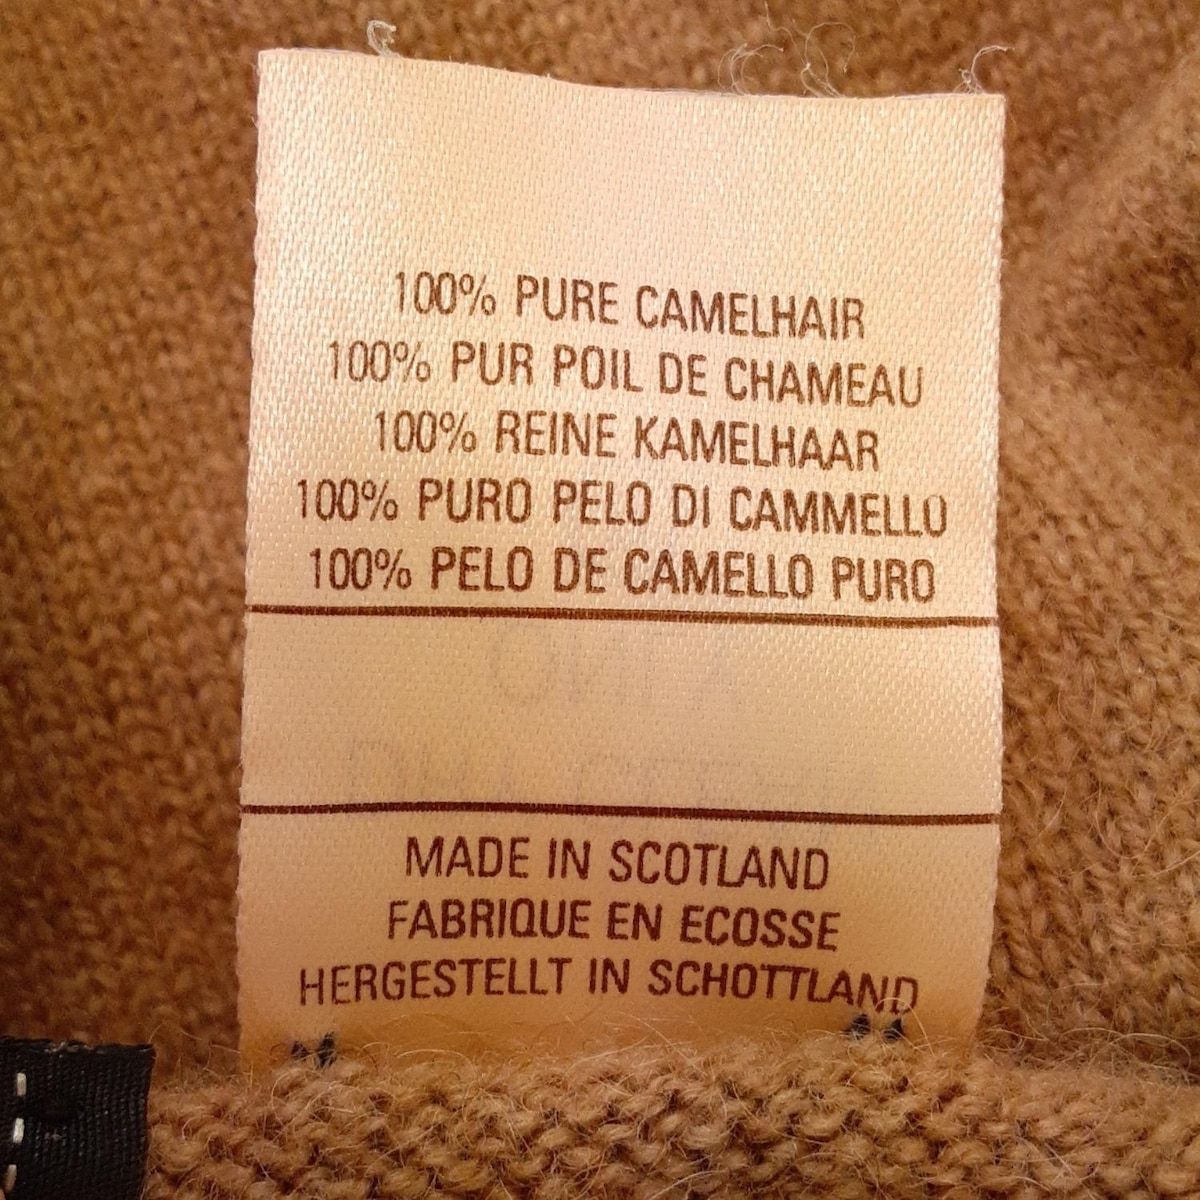 100% PURE CAMELHAIR
100% PUR POIL DE CHAMEAU
100% REINE KAMELHAAR
100% PURO PELO DI CAMMELLO
100% PELO DE CAMELLO PURO
MADE IN SCOTLAND
FABRIQUE EN ECOSSE
HERGESTELLT IN SCHOTTLAND